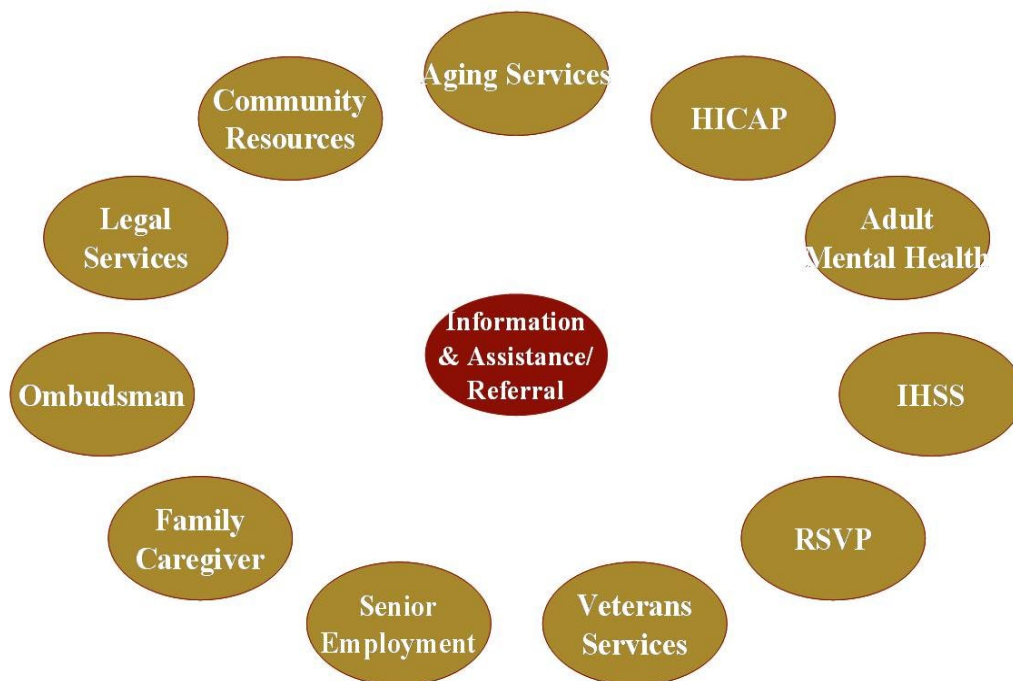 Aging Services
HICAP
Adult
Mental Health
IHSS
RSVP
Veterans
Services
Senior
Employment
Family
Caregiver
Ombudsman
Legal
Services
Community
Resources
Information
& Assistance/
Referral